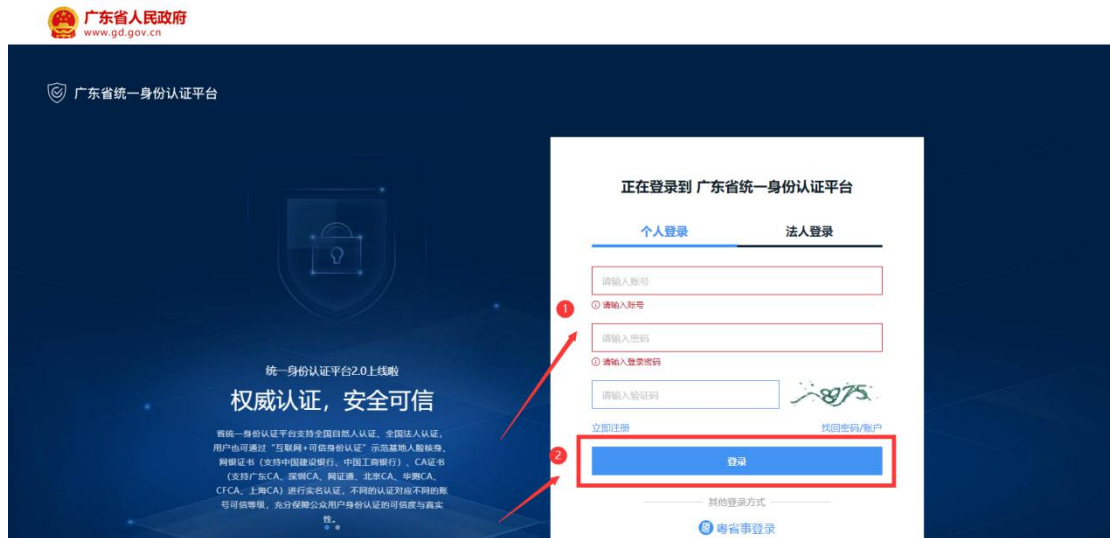 广东省人民政府
www.gd.gov.cn
广东省统一身份认证平台
统一身份认证平台2.0上线啦
权威认证，安全可信
省统一身份认证平台支持全国自然人认证、全国法人认证，
用户也可通过“互联网+可信身份认证”示范基地人脸核身、
网银证书（支持中国建设银行、中国工商银行）、CA证书
（支持广东CA、深圳CA、网证通、北京CA、华测CA、
CFCA、上海CA）进行实名认证，不同的认证对应不同的账
号可信等级，充分保障公众用户身份认证的可信度与真实
性。
正在登录到 广东省统一身份认证平台
个人登录 法人登录
请输入账号
请输入账号
1
请输入密码
请输入登录密码
请输入验证码
立即注册 找回密码/账户
2
登录
其他登录方式
粤省事登录